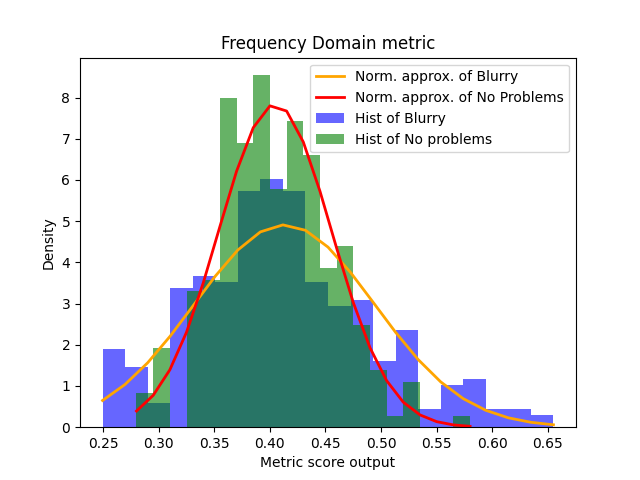 Frequency Domain metric
Norm. approx. of Blurry
Norm. approx. of No Problems
Hist of Blurry
Hist of No problems
Density
8
7
6
5
4
3
2
1
0
0.25 0.30 0.35 0.40 0.45 0.50 0.55 0.60 0.65
Metric score output